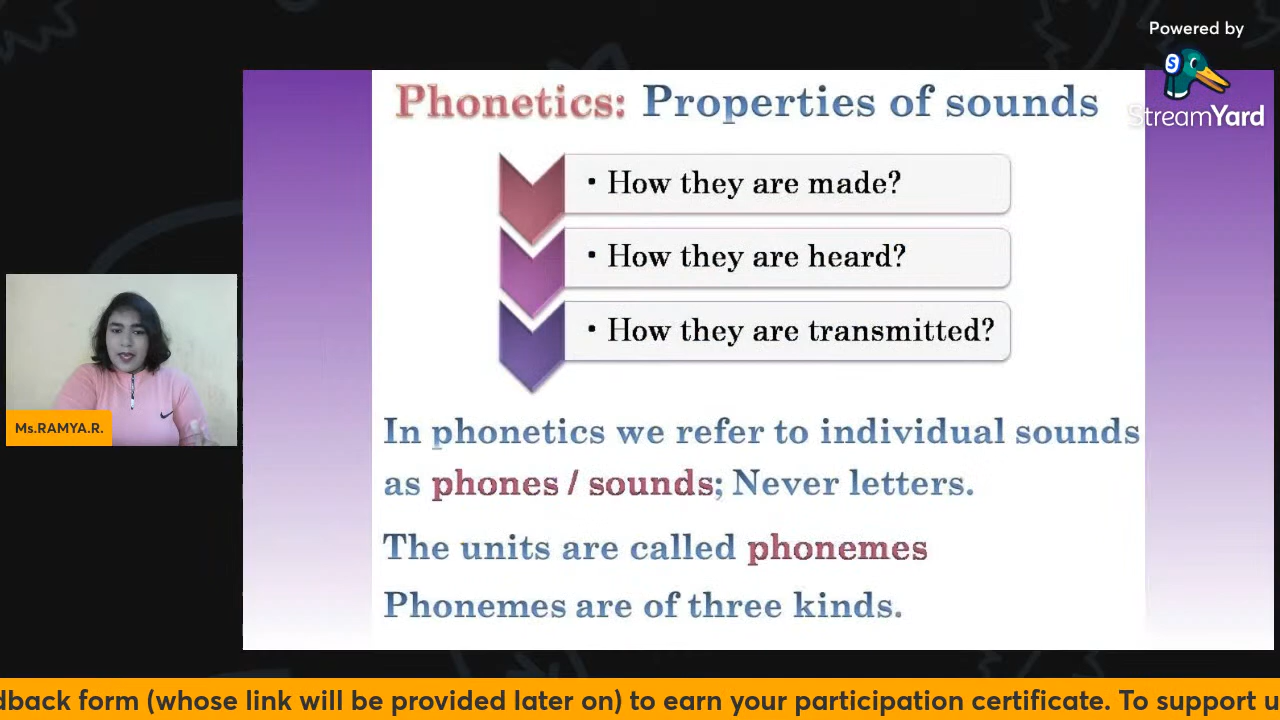 Powered by
StreamYard
Phonetics: Properties of sounds
• How they are made?
• How they are heard?
• How they are transmitted?
In phonetics we refer to individual sounds
as phones / sounds; Never letters.
The units are called phonemes
Phonemes are of three kinds.
Ms.RAMYA.R.
dback form (whose link will be provided later on) to earn your participation certificate. To support u